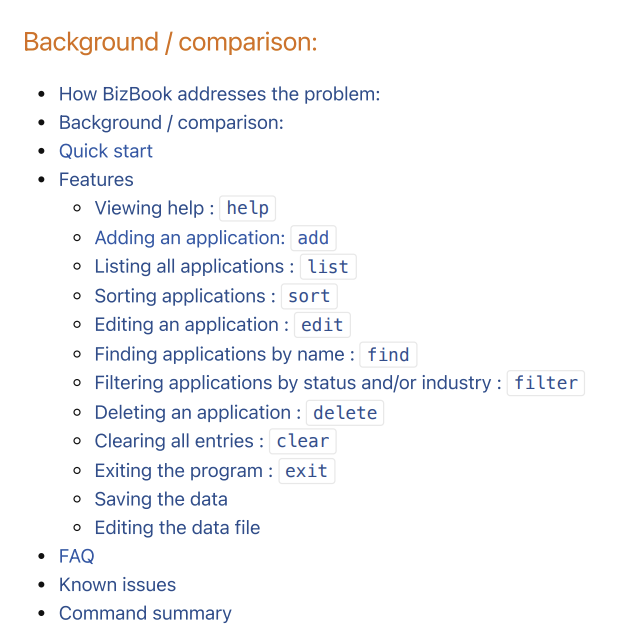 Background / comparison:
How BizBook addresses the problem:
Background / comparison:
Quick start
Features
Viewing help : help
Adding an application: add
Listing all applications : list
Sorting applications : sort
Editing an application : edit
Finding applications by name : find
Filtering applications by status and/or industry : filter
Deleting an application : delete
Clearing all entries : clear
Exiting the program : exit
Saving the data
Editing the data file
FAQ
Known issues
Command summary